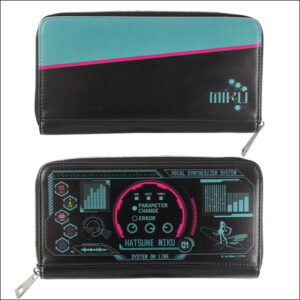 MIKU
VOCAL SYNTHESIZER SYSTEM
PARAMETER
CHANGE
ERROR
HATSUNE MIKU
01
SYSTEM ON LINE